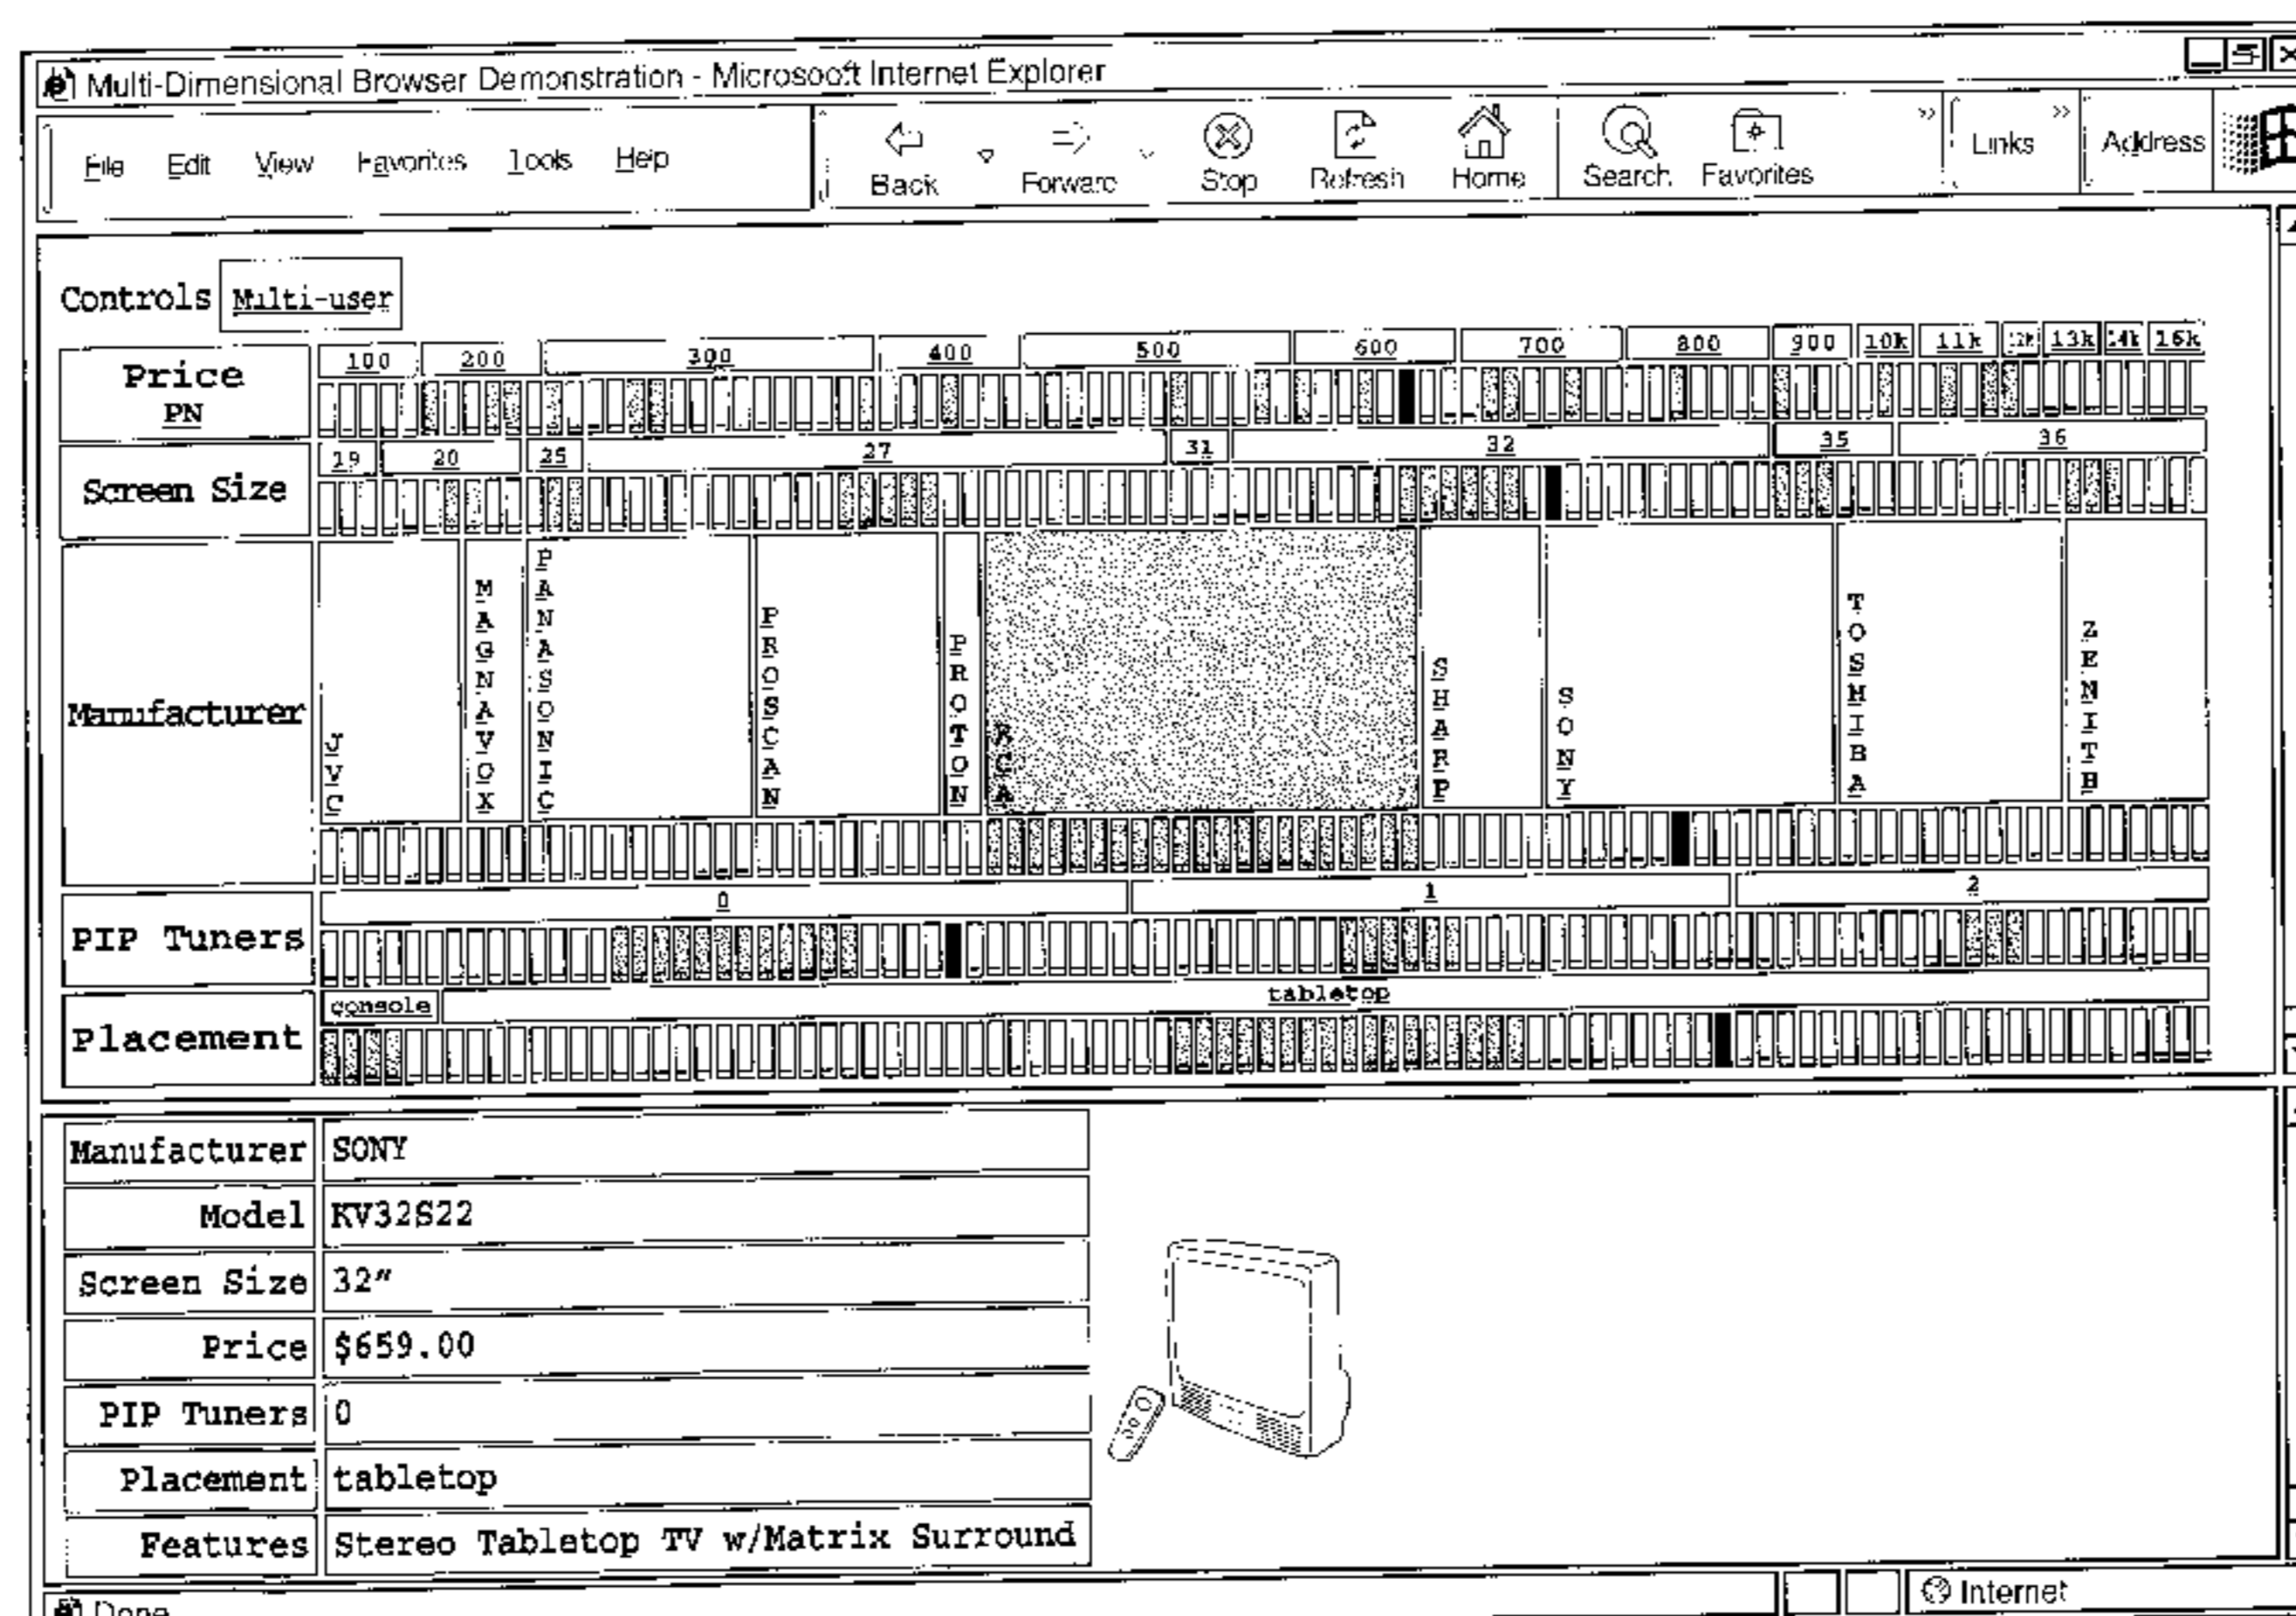 Multi-Dimensional Browser Demonstration - Microsooft Internet Explorer
File Edit View Favorites Tools Help Back Forward Stop Refresh Home Search Favorites >> Links >> Address
Controls Multi-user
100 200 300 400 500 600 700 800 900 10k 11k 12k 13k 14k 16k
Price
PN
19 20 25 27 31 32 35 36
Screen Size
Manufacturer
JVC
MAGNAVOX
PANASONIC
PROSCAN
PROTON
RCA
SHARP
SONY
TOSHIBA
ZENITH
0 1 2
PIP Tuners
console tabletop
Placement
Manufacturer SONY
Model KV32S22
Screen Size 32"
Price $659.00
PIP Tuners 0
Placement tabletop
Features Stereo Tabletop TV w/Matrix Surround
Done Internet